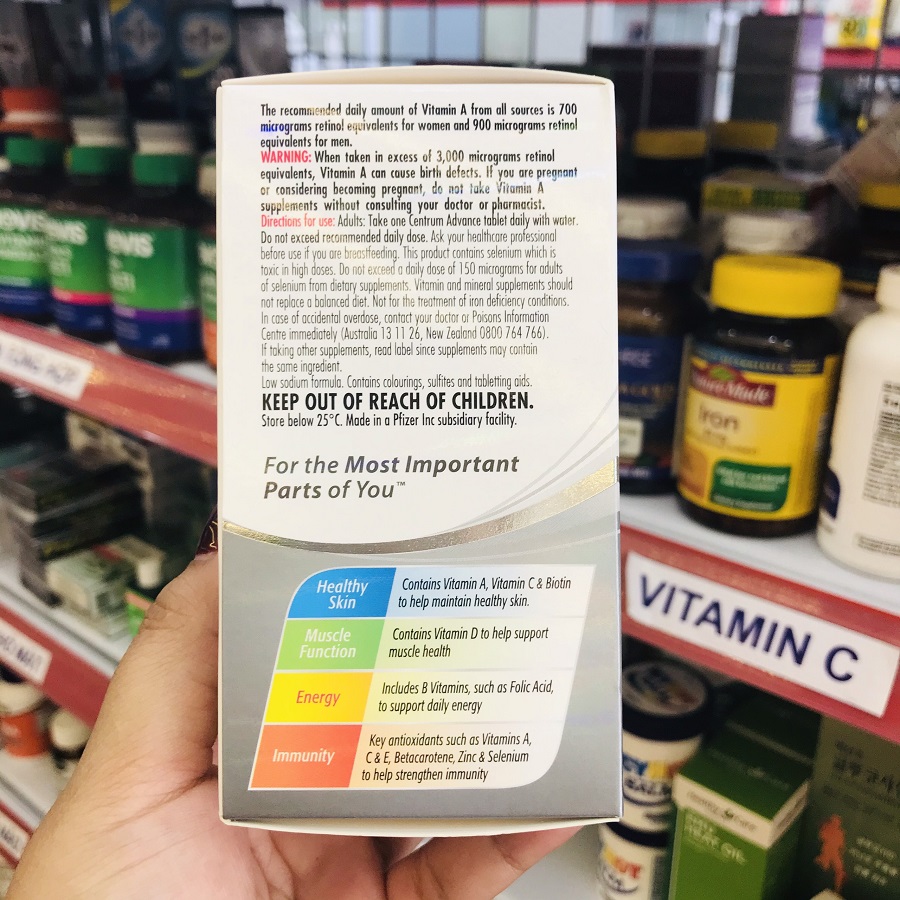 The recommended daily amount of Vitamin A from all sources is 700
micrograms retinol equivalents for women and 900 micrograms retinol
equivalents for men.
WARNING: When taken in excess of 3,000 micrograms retinol
equivalents, Vitamin A can cause birth defects. If you are pregnant
or considering becoming pregnant, do not take Vitamin A
supplements without consulting your doctor or pharmacist.
Directions for use: Adults: Take one Centrum Advance tablet daily with water.
Do not exceed recommended daily dose. Ask your healthcare professional
before use if you are breastfeeding. This product contains selenium which is
toxic in high doses. Do not exceed a daily dose of 150 micrograms for adults
of selenium from dietary supplements. Vitamin and mineral supplements should
not replace a balanced diet. Not for the treatment of iron deficiency conditions.
In case of accidental overdose, contact your doctor or Poisons Information
Centre immediately (Australia 13 11 26, New Zealand 0800 764 766).
If taking other supplements, read label since supplements may contain
the same ingredient.
Low sodium formula. Contains colourings, sulfites and tabletting aids.
KEEP OUT OF REACH OF CHILDREN.
Store below 25°C. Made in a Pfizer Inc subsidiary facility.
For the Most Important
Parts of You™
Healthy
Skin
Contains Vitamin A, Vitamin C & Biotin
to help maintain healthy skin.
Muscle
Function
Contains Vitamin D to help support
muscle health
Energy
Includes B Vitamins, such as Folic Acid,
to support daily energy
Immunity
Key antioxidants such as Vitamins A,
C & E, Betacarotene, Zinc & Selenium
to help strengthen immunity
NatureMade
Iron
VITAMIN C